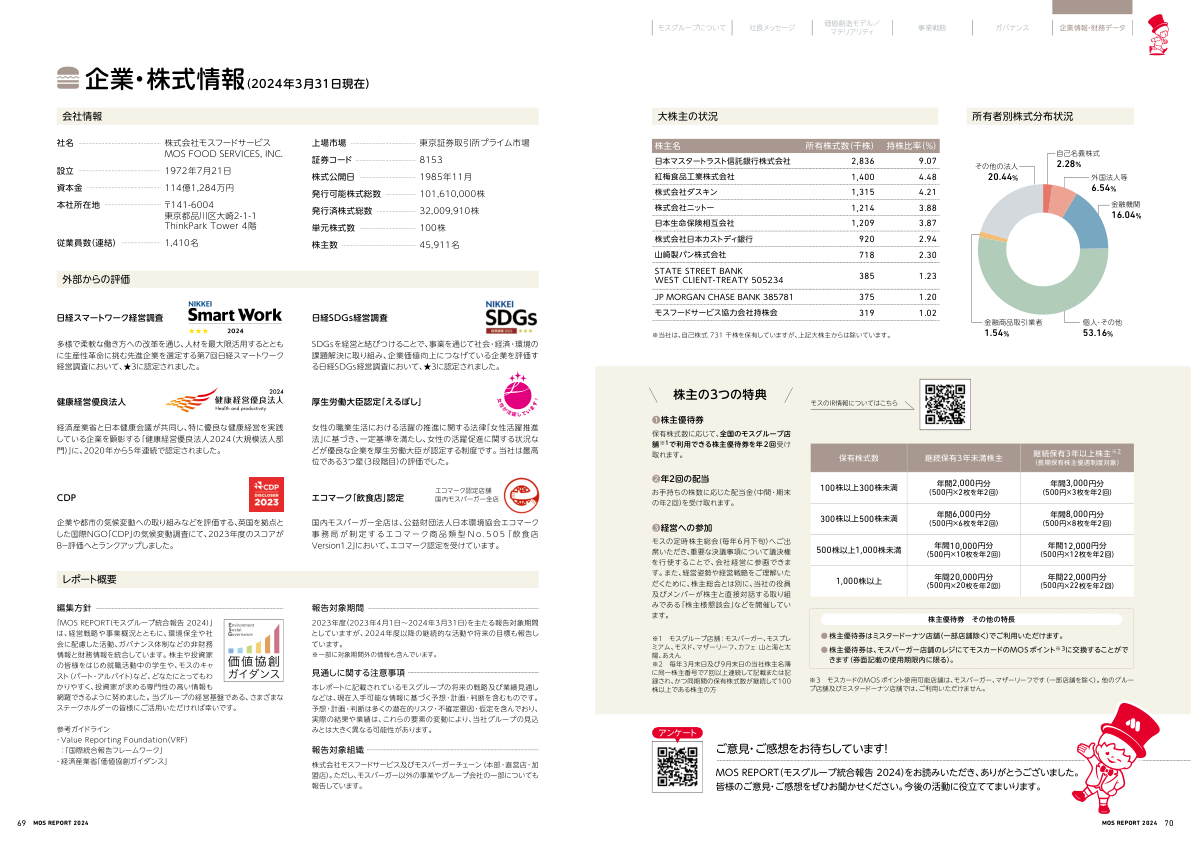 モスグループについて
社長メッセージ
価値創造モデル／
マテリアリティ
事業戦略
ガバナンス
企業情報・財務データ
企業・株式情報(2024年3月31日現在)
会社情報
社名 株式会社モスフードサービス
MOS FOOD SERVICES, INC.
設立 1972年7月21日
資本金 114億1,284万円
本社所在地 〒141-6004
東京都品川区大崎2-1-1
ThinkPark Tower 4階
従業員数(連結) 1,410名
上場市場 東京証券取引所プライム市場
証券コード 8153
株式公開日 1985年11月
発行可能株式総数 101,610,000株
発行済株式総数 32,009,910株
単元株式数 100株
株主数 45,911名
外部からの評価
日経スマートワーク経営調査
NIKKEI
Smart Work
★★★ 2024
多様で柔軟な働き方への改革を通じ、人材を最大限活用するととも
に生産性革命に挑む先進企業を選定する第7回日経スマートワーク
経営調査において、★3に認定されました。
日経SDGs経営調査
NIKKEI
SDGs
SDGsを経営と結びつけることで、事業を通じて社会・経済・環境の
課題解決に取り組み、企業価値向上につなげている企業を評価す
る日経SDGs経営調査において、★3に認定されました。
健康経営優良法人
2024
健康経営優良法人
Health and productivity
経済産業省と日本健康会議が共同し、特に優良な健康経営を実践
している企業を顕彰する「健康経営優良法人2024(大規模法人部
門)」に、2020年から5年連続で認定されました。
厚生労働大臣認定「えるぼし」
女性が活躍しています!
女性の職業生活における活躍の推進に関する法律「女性活躍推進
法」に基づき、一定基準を満たし、女性の活躍促進に関する状況な
どが優良な企業を厚生労働大臣が認定する制度です。当社は最高
位である3つ星(3段階目)の評価でした。
CDP
CDP
DISCLOSER
2023
企業や都市の気候変動への取り組みなどを評価する、英国を拠点と
した国際NGO「CDP」の気候変動調査にて、2023年度のスコアが
B−評価へとランクアップしました。
エコマーク「飲食店」認定
エコマーク認定店舗
国内モスバーガー全店
国内モスバーガー全店は、公益財団法人日本環境協会エコマーク
事務局が制定するエコマーク商品類型No.505「飲食店
Version1.2」において、エコマーク認定を受けています。
レポート概要
編集方針
「MOS REPORT(モスグループ統合報告 2024)」
は、経営戦略や事業概況とともに、環境保全や社
会に配慮した活動、ガバナンス体制などの非財務
情報と財務情報を統合しています。株主や投資家
の皆様をはじめ就職活動中の学生や、モスのキャ
スト(パート・アルバイト)など、どなたにとってもわ
かりやすく、投資家が求める専門性の高い情報も
網羅できるように努めました。当グループの経営基盤である、さまざまな
ステークホルダーの皆様にご活用いただければ幸いです。
Environment
Social
Governance
価値協創
ガイダンス
参考ガイドライン
・Value Reporting Foundation(VRF)
：「国際統合報告フレームワーク」
・経済産業省「価値協創ガイダンス」
報告対象期間
2023年度(2023年4月1日〜2024年3月31日)を主たる報告対象期間
としていますが、2024年度以降の継続的な活動や将来の目標も報告し
ています。
※一部に対象期間外の情報も含んでいます。
見通しに関する注意事項
本レポートに記載されているモスグループの将来の戦略及び業績見通し
などは、現在入手可能な情報に基づく予想・計画・判断を含むものです。
予想・計画・判断は多くの潜在的リスク・不確定要因・仮定を含んでおり、
実際の結果や業績は、これらの要素の変動により、当社グループの見込
みとは大きく異なる可能性があります。
報告対象組織
株式会社モスフードサービス及びモスバーガーチェーン(本部・直営店・加
盟店)。ただし、モスバーガー以外の事業やグループ会社の一部についても
報告しています。
69 MOS REPORT 2024
大株主の状況
株主名 所有株式数(千株) 持株比率(%)
日本マスタートラスト信託銀行株式会社 2,836 9.07
紅梅食品工業株式会社 1,400 4.48
株式会社ダスキン 1,315 4.21
株式会社ニットー 1,214 3.88
日本生命保険相互会社 1,209 3.87
株式会社日本カストディ銀行 920 2.94
山崎製パン株式会社 718 2.30
STATE STREET BANK
WEST CLIENT-TREATY 505234 385 1.23
JP MORGAN CHASE BANK 385781 375 1.20
モスフードサービス協力会社持株会 319 1.02
※当社は、自己株式 731 千株を保有していますが、上記大株主からは除いています。
所有者別株式分布状況
自己名義株式
2.28%
外国法人等
6.54%
金融機関
16.04%
その他の法人
20.44%
金融商品取引業者
1.54%
個人・その他
53.16%
株主の3つの特典
❶株主優待券
保有株式数に応じて、全国のモスグループ店
舗※1で利用できる株主優待券を年2回受け
取れます。
❷年2回の配当
お手持ちの株数に応じた配当金(中間・期末
の年2回)を受け取れます。
❸経営への参加
モスの定時株主総会(毎年6月下旬)へご出
席いただき、重要な決議事項について議決権
を行使することで、会社経営に参画できま
す。また、経営姿勢や経営戦略をご理解いた
だくために、株主総会とは別に、当社の役員
及びメンバーが株主と直接対話する取り組
みである「株主様懇談会」などを開催してい
ます。
※1 モスグループ店舗：モスバーガー、モスプレ
ミアム、モスド、マザーリーフ、カフェ 山と海と太
陽、あえん
※2 毎年3月末日及び9月末日の当社株主名簿
に同一株主番号で7回以上連続して記載または記
録され、かつ同期間の保有株式数が継続して100
株以上である株主の方
モスのIR情報についてはこちら
保有株式数 継続保有3年未満株主 継続保有3年以上株主※2
(長期保有株主優遇制度対象)
100株以上300株未満 年間2,000円分
(500円×2枚を年2回) 年間3,000円分
(500円×3枚を年2回)
300株以上500株未満 年間6,000円分
(500円×6枚を年2回) 年間8,000円分
(500円×8枚を年2回)
500株以上1,000株未満 年間10,000円分
(500円×10枚を年2回) 年間12,000円分
(500円×12枚を年2回)
1,000株以上 年間20,000円分
(500円×20枚を年2回) 年間22,000円分
(500円×22枚を年2回)
株主優待券 その他の特長
●株主優待券はミスタードーナツ店舗(一部店舗除く)でご利用いただけます。
●株主優待券は、モスバーガー店舗のレジにてモスカードのMOSポイント※3に交換することがで
きます(券面記載の使用期限内に限る)。
※3 モスカードのMOSポイント使用可能店舗は、モスバーガー、マザーリーフです(一部店舗を除く)。他のグルー
プ店舗及びミスタードーナツ店舗では、ご利用いただけません。
アンケート
ご意見・ご感想をお待ちしています!
MOS REPORT(モスグループ統合報告 2024)をお読みいただき、ありがとうございました。
皆様のご意見・ご感想をぜひお聞かせください。今後の活動に役立ててまいります。
MOS REPORT 2024 70